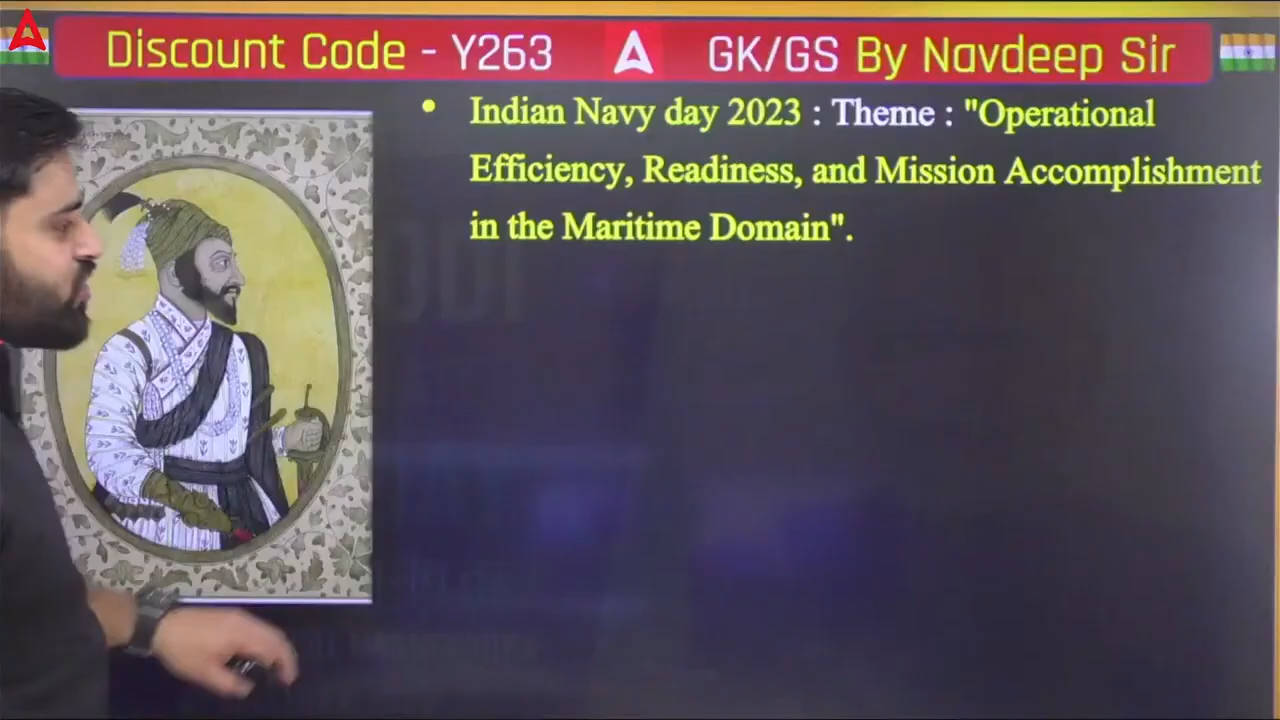 Discount Code - Y263
GK/GS By Navdeep Sir
• Indian Navy day 2023 : Theme : "Operational
Efficiency, Readiness, and Mission Accomplishment
in the Maritime Domain".